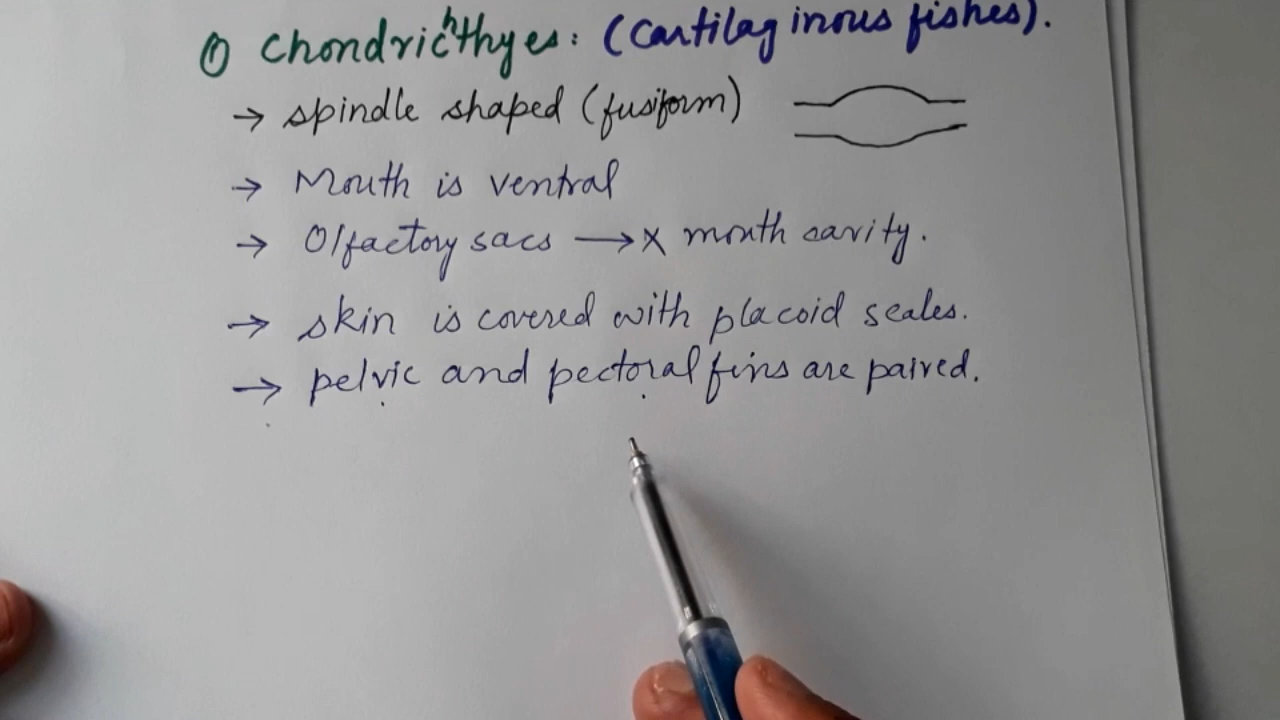 ① Chondrichthyes: (Cartilaginous fishes).
→ spindle shaped (fusiform)
→ Mouth is ventral
→ Olfactory sacs →x mouth cavity.
→ skin is covered with placoid scales.
→ pelvic and pectoral fins are paired.